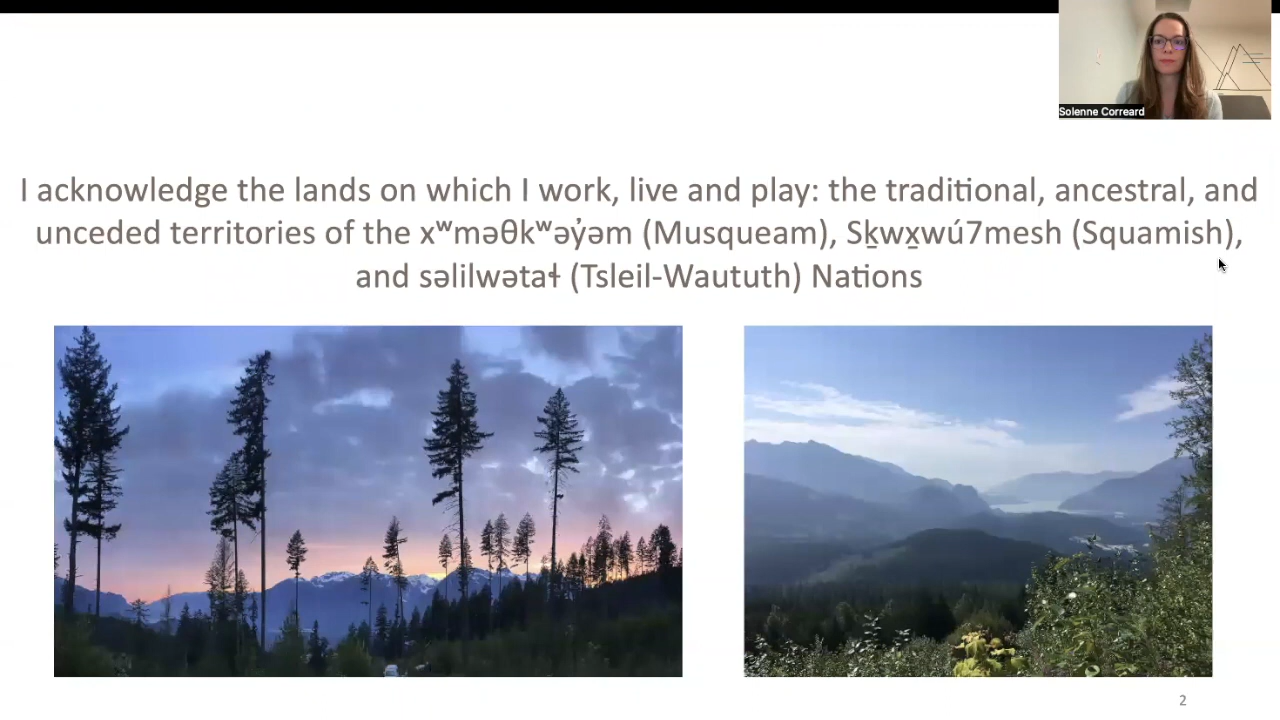 Solenne Correard
I acknowledge the lands on which I work, live and play: the traditional, ancestral, and
unceded territories of the xʷməθkʷəy̓əm (Musqueam), Sḵwx̱wú7mesh (Squamish),
and səlilwətaɬ (Tsleil-Waututh) Nations
2